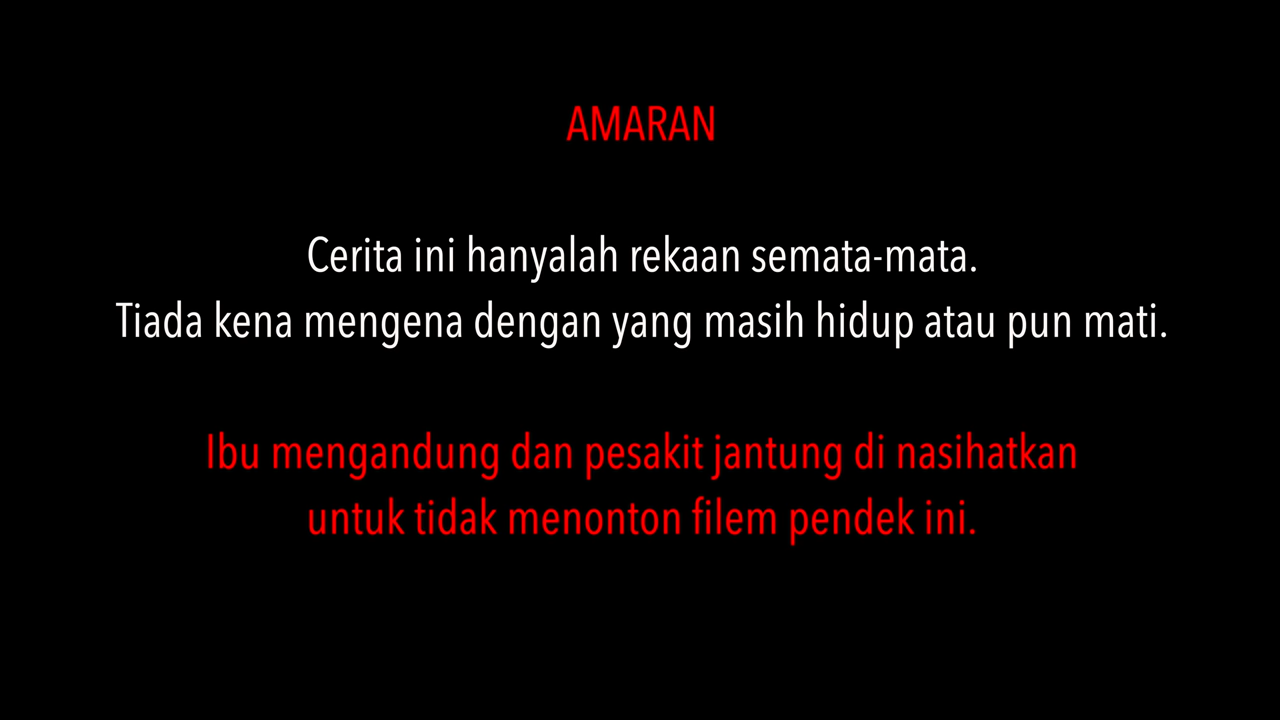 AMARAN
Cerita ini hanyalah rekaan semata-mata.
Tiada kena mengena dengan yang masih hidup atau pun mati.
Ibu mengandung dan pesakit jantung di nasihatkan
untuk tidak menonton filem pendek ini.